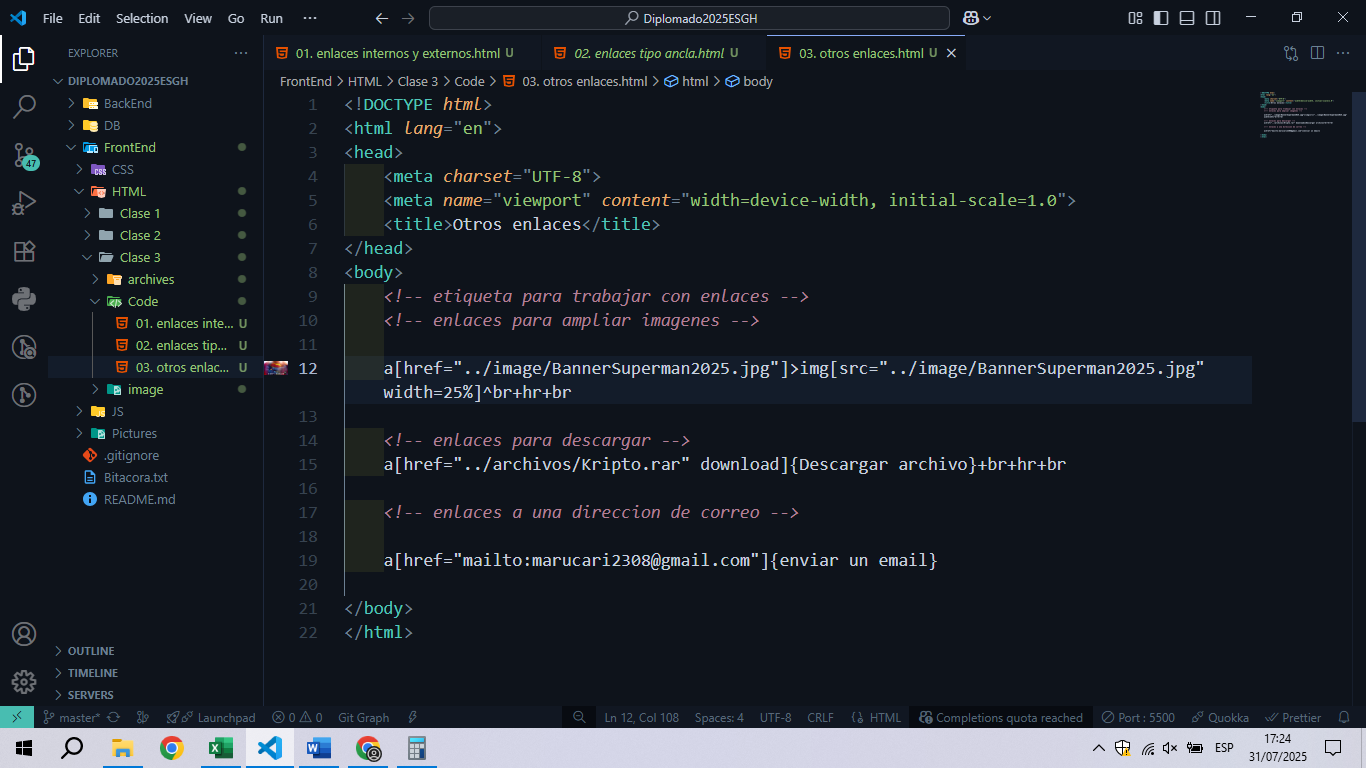 File Edit Selection View Go Run ··· Diplomado2025ESGH
EXPLORER ···
DIPLOMADO2025ESGH
BackEnd
DB
FrontEnd
CSS
HTML
Clase 1
Clase 2
Clase 3
archives
Code
01. enlaces inte... U
02. enlaces tip... U
03. otros enlac... U
image
JS
Pictures
.gitignore
Bitacora.txt
README.md
OUTLINE
TIMELINE
SERVERS
47
01. enlaces internos y externos.html U 02. enlaces tipo ancla.html U 03. otros enlaces.html U
FrontEnd > HTML > Clase 3 > Code > 03. otros enlaces.html > html > body
1 <!DOCTYPE html>
2 <html lang="en">
3 <head>
4 <meta charset="UTF-8">
5 <meta name="viewport" content="width=device-width, initial-scale=1.0">
6 <title>Otros enlaces</title>
7 </head>
8 <body>
9 <!-- etiqueta para trabajar con enlaces -->
10 <!-- enlaces para ampliar imagenes -->
11
12 a[href="../image/BannerSuperman2025.jpg"]>img[src="../image/BannerSuperman2025.jpg"
width=25%]^br+hr+br
13
14 <!-- enlaces para descargar -->
15 a[href="../archivos/Kripto.rar" download]{Descargar archivo}+br+hr+br
16
17 <!-- enlaces a una direccion de correo -->
18
19 a[href="mailto:marucari2308@gmail.com"]{enviar un email}
20
21 </body>
22 </html>
master* Launchpad 0 0 Git Graph Ln 12, Col 108 Spaces: 4 UTF-8 CRLF {} HTML Completions quota reached Port : 5500 Quokka Prettier
ESP 17:24
31/07/2025